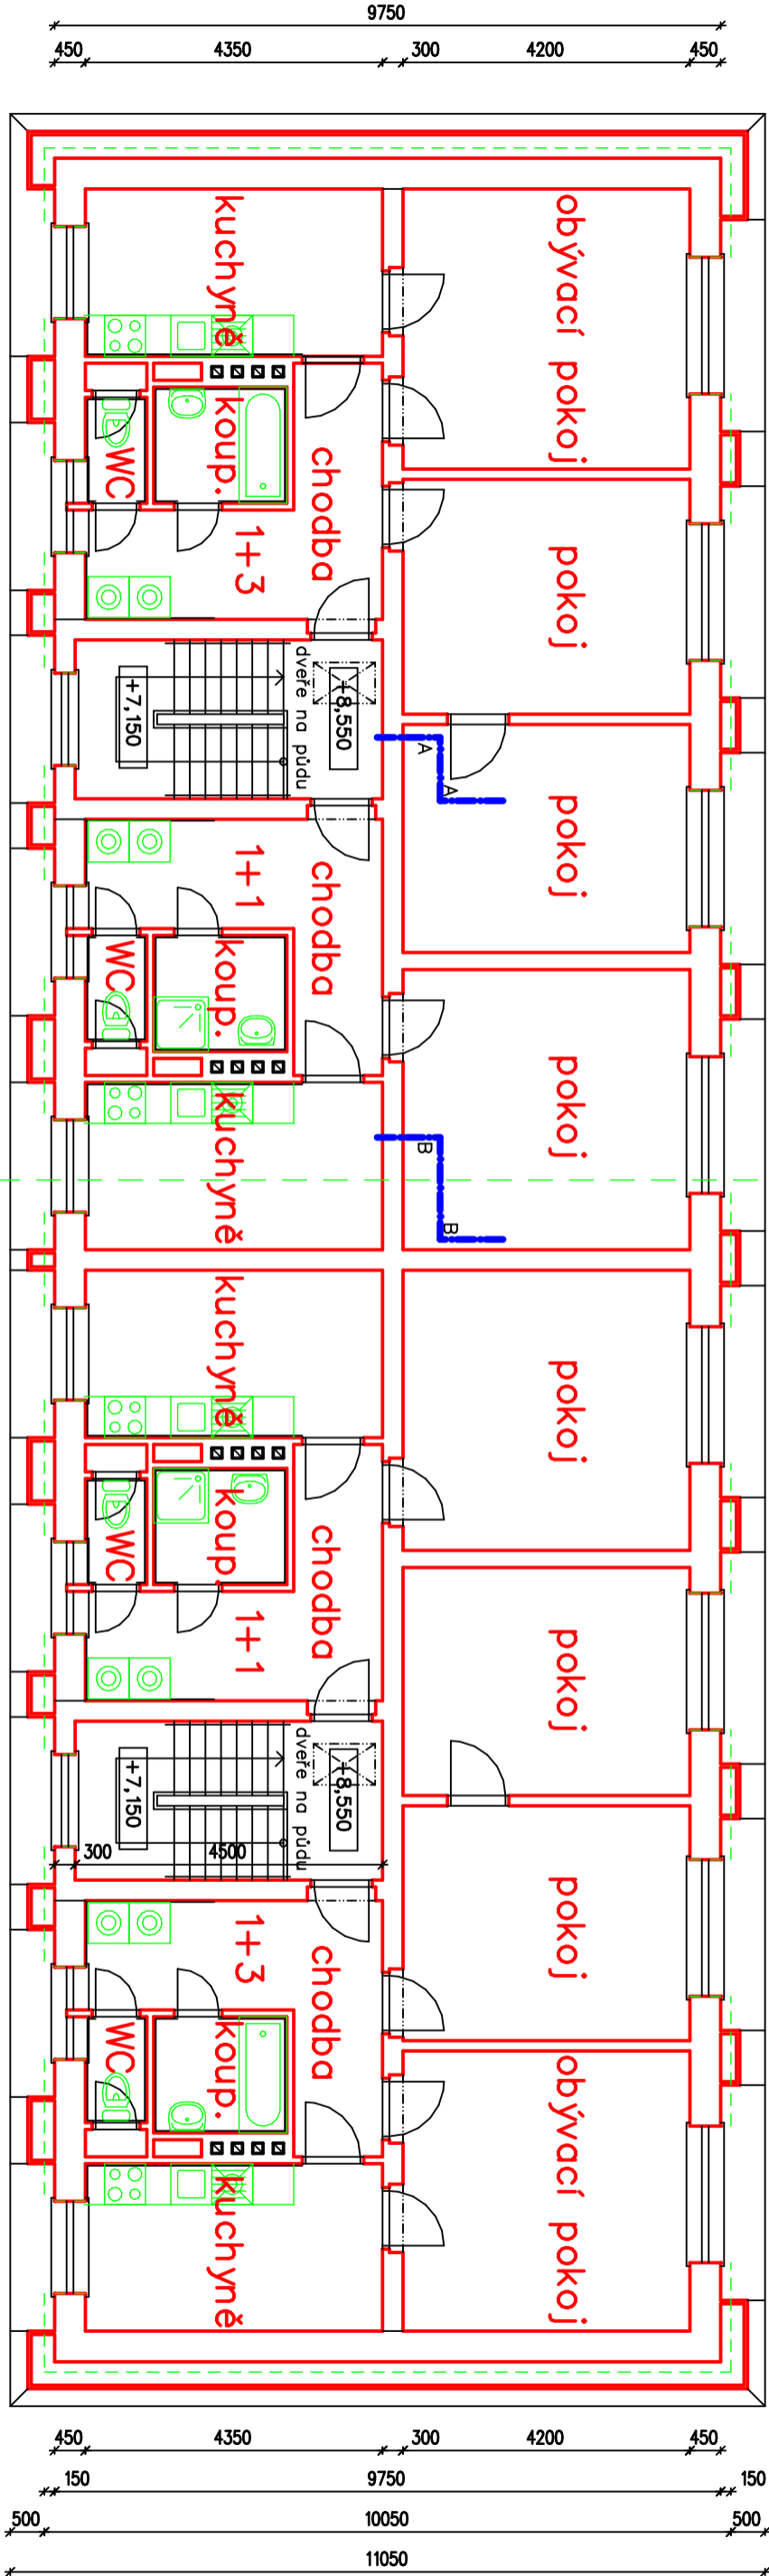 9750
450 4350 300 4200 450
kuchyně
obývací pokoj
WC
koup.
chodba
1+3
pokoj
+7,150
dveře na půdu
+8,550
A
A
pokoj
1+1
chodba
WC
koup.
pokoj
kuchyně
B
B
kuchyně
pokoj
WC
koup.
chodba
1+1
pokoj
+7,150
dveře na půdu
+8,550
300 4500
pokoj
1+3
chodba
WC
koup.
obývací pokoj
kuchyně
450 4350 300 4200 450
150 9750 150
500 10050 500
11050